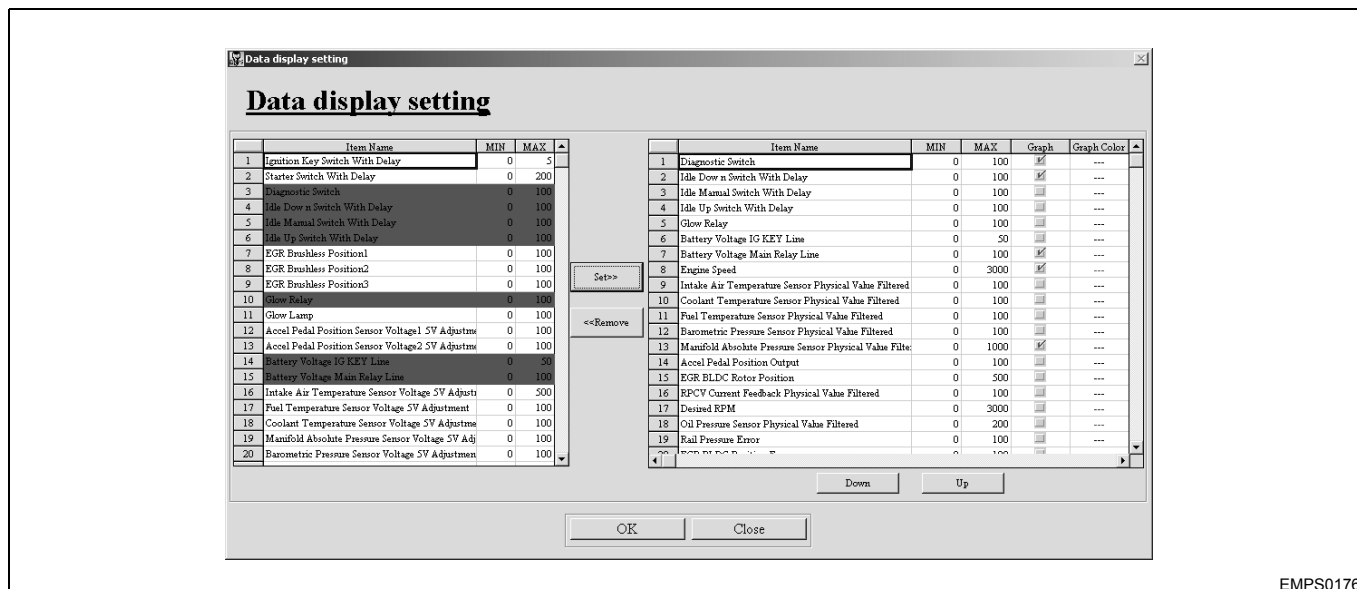 Data display setting
Data display setting
Item Name MIN MAX
1 Ignition Key Switch With Delay 0 5
2 Starter Switch With Delay 0 200
3 Diagnostic Switch 0 100
4 Idle Dow n Switch With Delay 0 100
5 Idle Manual Switch With Delay 0 100
6 Idle Up Switch With Delay 0 100
7 EGR Brushless Position1 0 100
8 EGR Brushless Position2 0 100
9 EGR Brushless Position3 0 100
10 Glow Relay 0 100
11 Glow Lamp 0 100
12 Accel Pedal Position Sensor Voltage1 5V Adjustme 0 100
13 Accel Pedal Position Sensor Voltage2 5V Adjustme 0 100
14 Battery Voltage IG KEY Line 0 50
15 Battery Voltage Main Relay Line 0 100
16 Intake Air Temperature Sensor Voltage 5V Adjusti 0 500
17 Fuel Temperature Sensor Voltage 5V Adjustment 0 100
18 Coolant Temperature Sensor Voltage 5V Adjustme 0 100
19 Manifold Absolute Pressure Sensor Voltage 5V Adj 0 100
20 Barometric Pressure Sensor Voltage 5V Adjustmen 0 100
Set>>
<<Remove
Item Name MIN MAX Graph Graph Color
1 Diagnostic Switch 0 100 ---
2 Idle Dow n Switch With Delay 0 100 ---
3 Idle Manual Switch With Delay 0 100 ---
4 Idle Up Switch With Delay 0 100 ---
5 Glow Relay 0 100 ---
6 Battery Voltage IG KEY Line 0 50 ---
7 Battery Voltage Main Relay Line 0 100 ---
8 Engine Speed 0 3000 ---
9 Intake Air Temperature Sensor Physical Value Filtered 0 100 ---
10 Coolant Temperature Sensor Physical Value Filtered 0 100 ---
11 Fuel Temperature Sensor Physical Value Filtered 0 100 ---
12 Barometric Pressure Sensor Physical Value Filtered 0 100 ---
13 Manifold Absolute Pressure Sensor Physical Value Filte 0 1000 ---
14 Accel Pedal Position Output 0 100 ---
15 EGR BLDC Rotor Position 0 500 ---
16 RPCV Current Feedback Physical Value Filtered 0 100 ---
17 Desired RPM 0 3000 ---
18 Oil Pressure Sensor Physical Value Filtered 0 200 ---
19 Rail Pressure Error 0 100 ---
Down Up
OK Close
EMPS0176